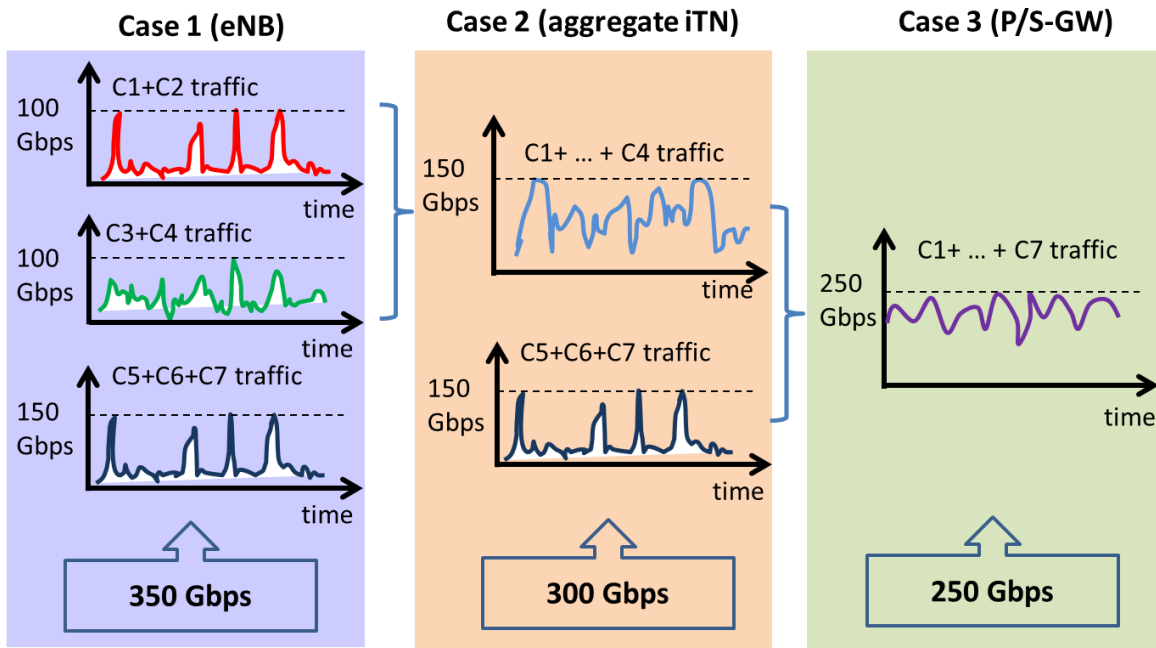 Case 1 (eNB)
C1+C2 traffic
100
Gbps
time
C3+C4 traffic
100
Gbps
time
C5+C6+C7 traffic
150
Gbps
time
350 Gbps
Case 2 (aggregate iTN)
C1+ ... + C4 traffic
150
Gbps
time
C5+C6+C7 traffic
150
Gbps
time
300 Gbps
Case 3 (P/S-GW)
C1+ ... + C7 traffic
250
Gbps
time
250 Gbps